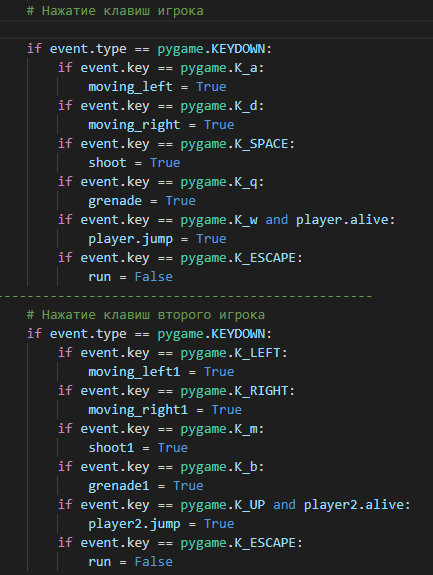 # Нажатие клавиш игрока
if event.type == pygame.KEYDOWN:
if event.key == pygame.K_a:
moving_left = True
if event.key == pygame.K_d:
moving_right = True
if event.key == pygame.K_SPACE:
shoot = True
if event.key == pygame.K_q:
grenade = True
if event.key == pygame.K_w and player.alive:
player.jump = True
if event.key == pygame.K_ESCAPE:
run = False
--------------------------------------------------
# Нажатие клавиш второго игрока
if event.type == pygame.KEYDOWN:
if event.key == pygame.K_LEFT:
moving_left1 = True
if event.key == pygame.K_RIGHT:
moving_right1 = True
if event.key == pygame.K_m:
shoot1 = True
if event.key == pygame.K_b:
grenade1 = True
if event.key == pygame.K_UP and player2.alive:
player2.jump = True
if event.key == pygame.K_ESCAPE:
run = False